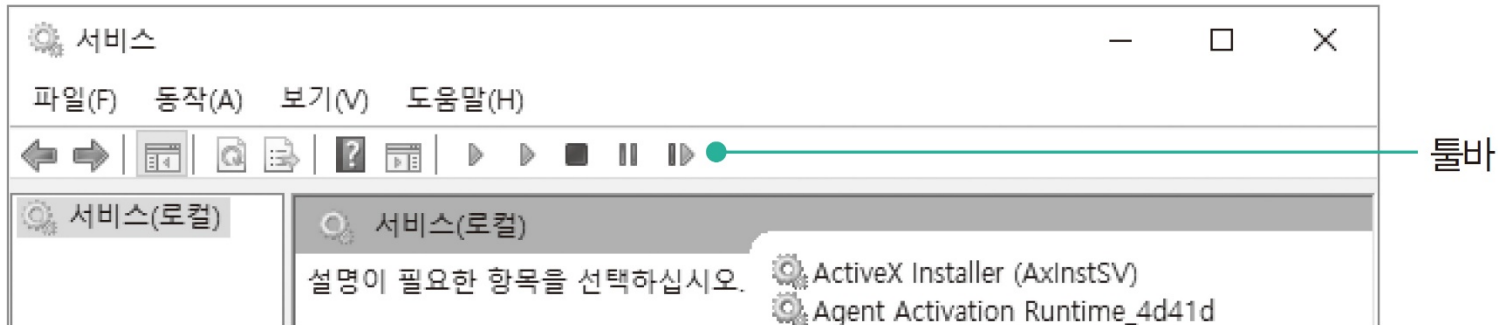 서비스
파일(F) 동작(A) 보기(V) 도움말(H)
툴바
서비스(로컬)
서비스(로컬)
설명이 필요한 항목을 선택하십시오.
ActiveX Installer (AxInstSV)
Agent Activation Runtime_4d41d